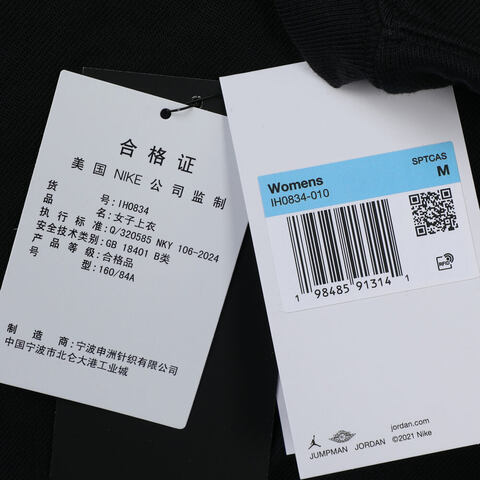 合格证
美国 NIKE 公司监制
货 号: IH0834
品 名: 女子上衣
执行标准: Q/320585 NKY 106-2024
安全技术类别: GB 18401 B类
产品等级: 合格品
号 型: 160/84A
制造商: 宁波申洲针织有限公司
中国宁波市北仑大港工业城
SPTCAS
Womens M
IH0834-010
1 98485 91314 1
RFID
JUMPMAN JORDAN
jordan.com
©2021 Nike